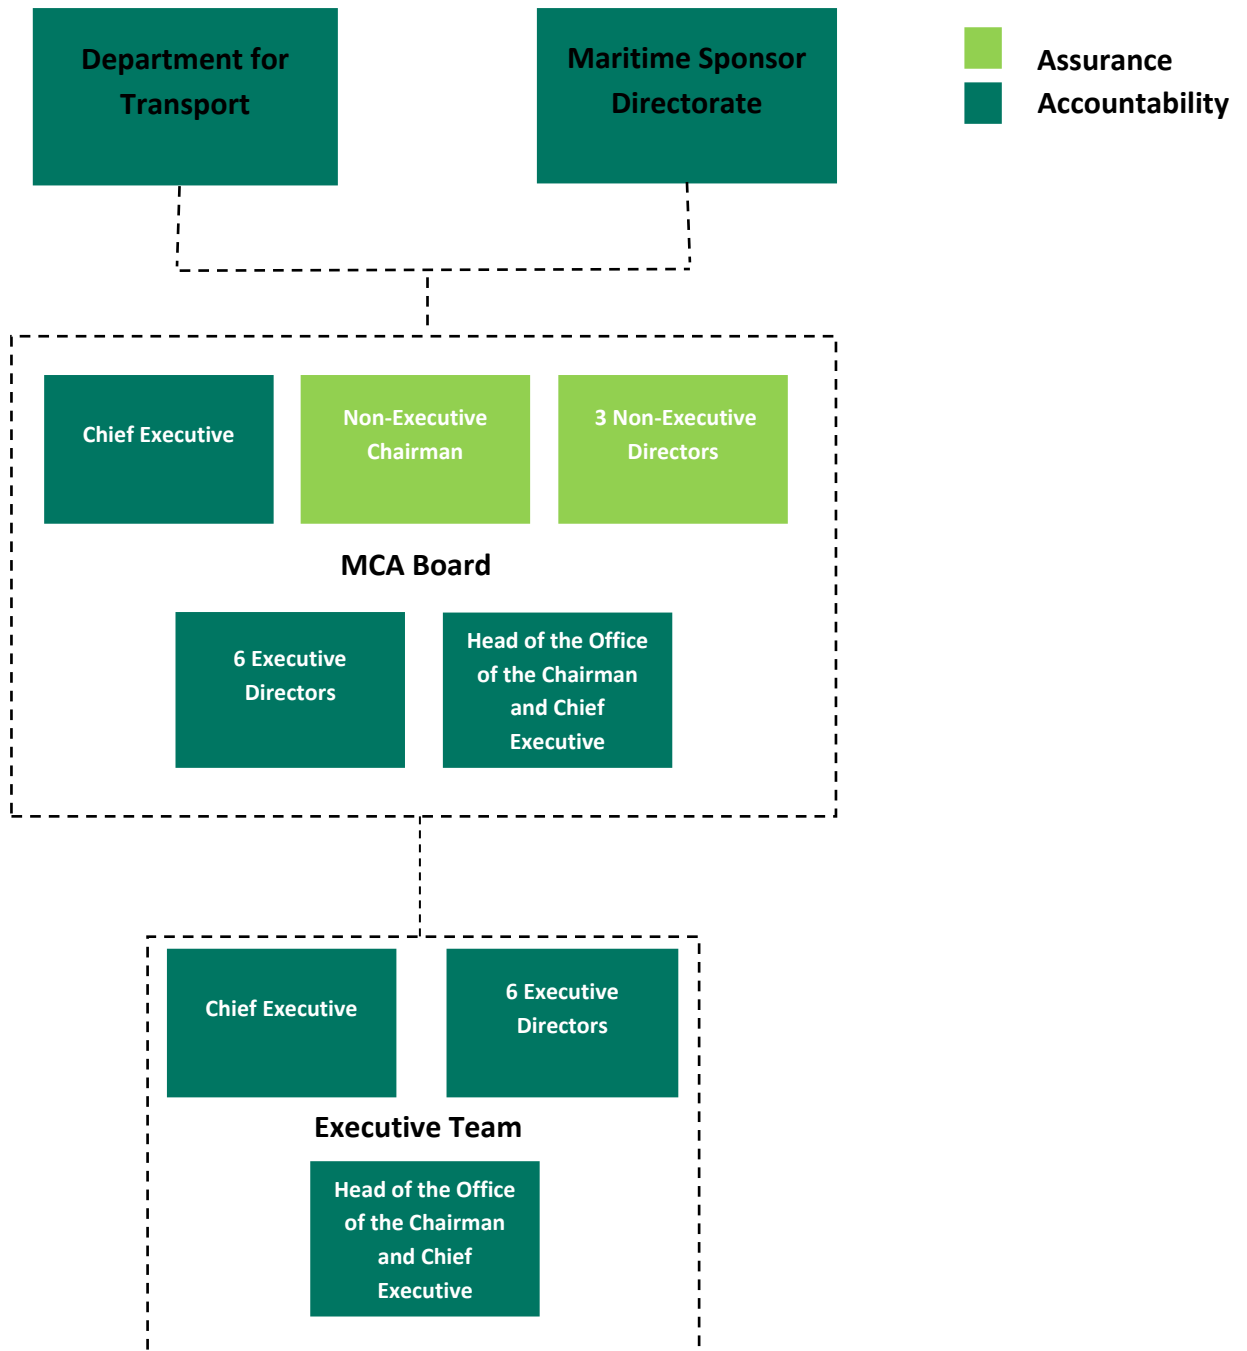 Department for
Transport
Maritime Sponsor
Directorate
Assurance
Accountability
Chief Executive
Non-Executive
Chairman
3 Non-Executive
Directors
MCA Board
6 Executive
Directors
Head of the Office
of the Chairman
and Chief
Executive
Chief Executive
6 Executive
Directors
Executive Team
Head of the Office
of the Chairman
and Chief
Executive